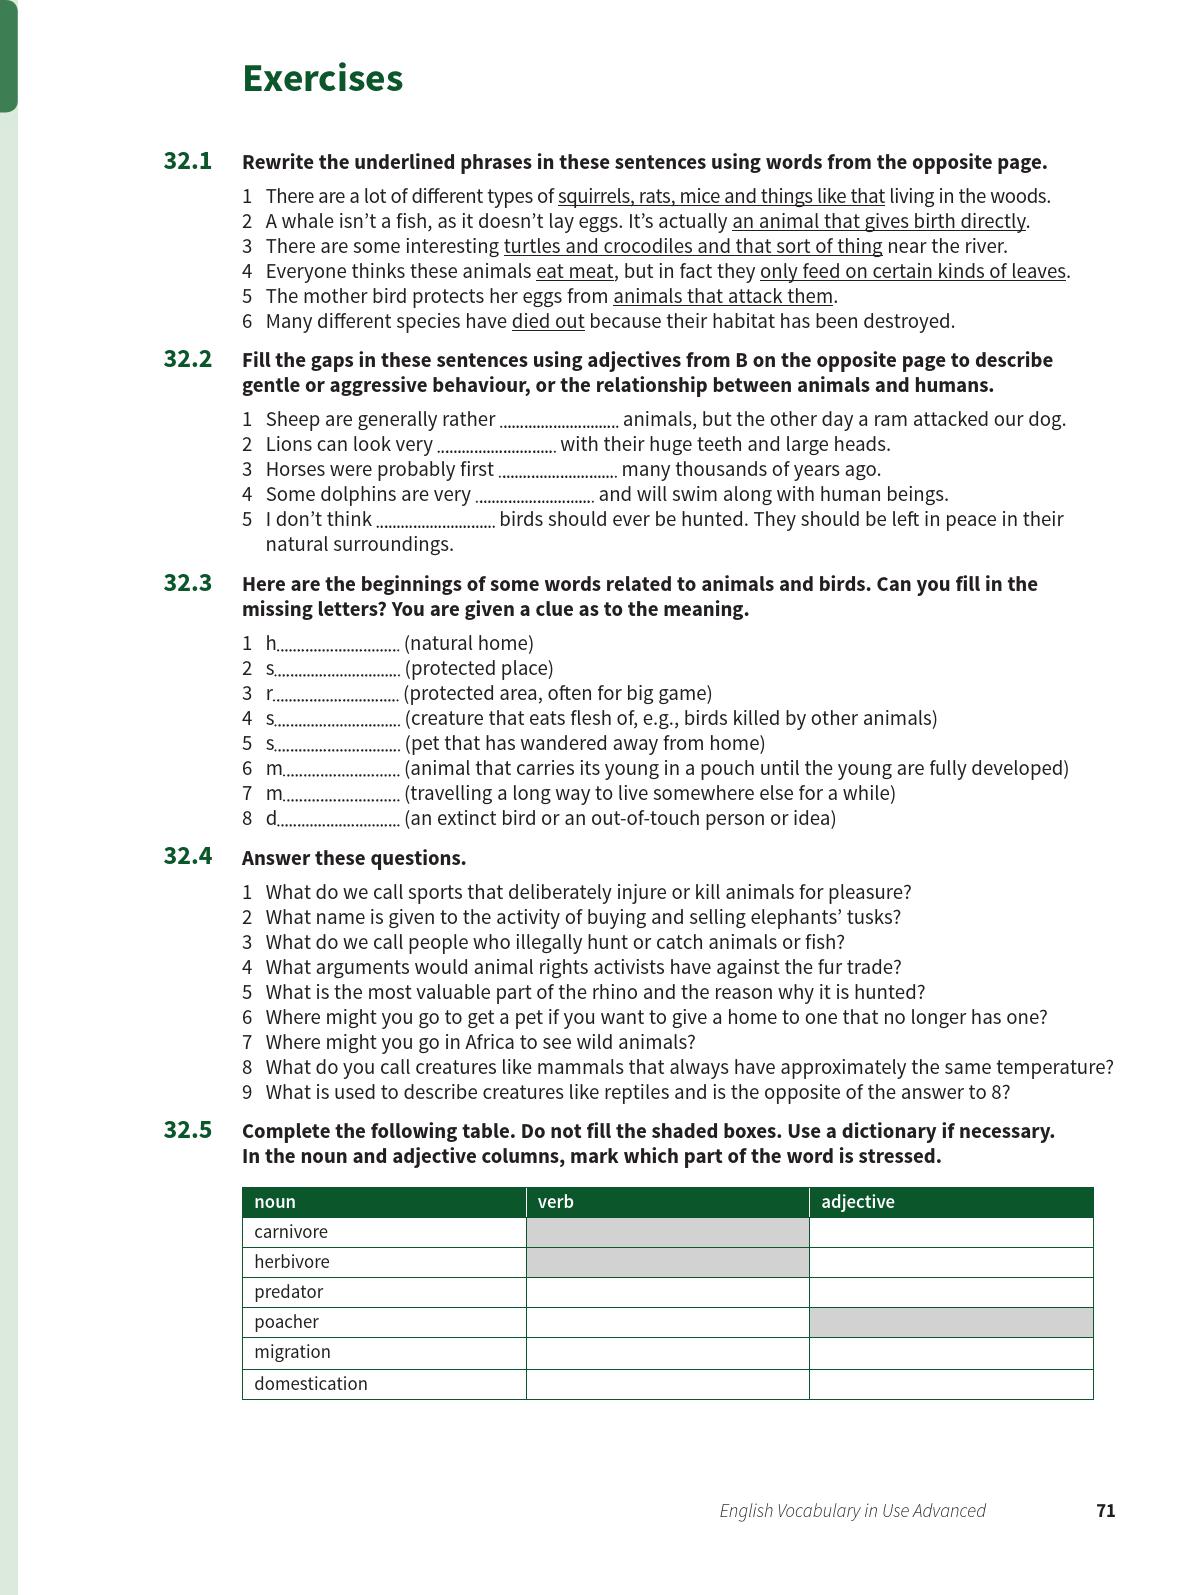 Exercises
32.1 Rewrite the underlined phrases in these sentences using words from the opposite page.
1 There are a lot of different types of squirrels, rats, mice and things like that living in the woods.
2 A whale isn’t a fish, as it doesn’t lay eggs. It’s actually an animal that gives birth directly.
3 There are some interesting turtles and crocodiles and that sort of thing near the river.
4 Everyone thinks these animals eat meat, but in fact they only feed on certain kinds of leaves.
5 The mother bird protects her eggs from animals that attack them.
6 Many different species have died out because their habitat has been destroyed.
32.2 Fill the gaps in these sentences using adjectives from B on the opposite page to describe
gentle or aggressive behaviour, or the relationship between animals and humans.
1 Sheep are generally rather ............................. animals, but the other day a ram attacked our dog.
2 Lions can look very ............................. with their huge teeth and large heads.
3 Horses were probably first ............................. many thousands of years ago.
4 Some dolphins are very ............................. and will swim along with human beings.
5 I don’t think ............................. birds should ever be hunted. They should be left in peace in their
natural surroundings.
32.3 Here are the beginnings of some words related to animals and birds. Can you fill in the
missing letters? You are given a clue as to the meaning.
1 h.............................. (natural home)
2 s.............................. (protected place)
3 r.............................. (protected area, often for big game)
4 s.............................. (creature that eats flesh of, e.g., birds killed by other animals)
5 s.............................. (pet that has wandered away from home)
6 m............................. (animal that carries its young in a pouch until the young are fully developed)
7 m............................. (travelling a long way to live somewhere else for a while)
8 d.............................. (an extinct bird or an out-of-touch person or idea)
32.4 Answer these questions.
1 What do we call sports that deliberately injure or kill animals for pleasure?
2 What name is given to the activity of buying and selling elephants’ tusks?
3 What do we call people who illegally hunt or catch animals or fish?
4 What arguments would animal rights activists have against the fur trade?
5 What is the most valuable part of the rhino and the reason why it is hunted?
6 Where might you go to get a pet if you want to give a home to one that no longer has one?
7 Where might you go in Africa to see wild animals?
8 What do you call creatures like mammals that always have approximately the same temperature?
9 What is used to describe creatures like reptiles and is the opposite of the answer to 8?
32.5 Complete the following table. Do not fill the shaded boxes. Use a dictionary if necessary.
In the noun and adjective columns, mark which part of the word is stressed.
noun verb adjective
carnivore
herbivore
predator
poacher
migration
domestication
English Vocabulary in Use Advanced 71